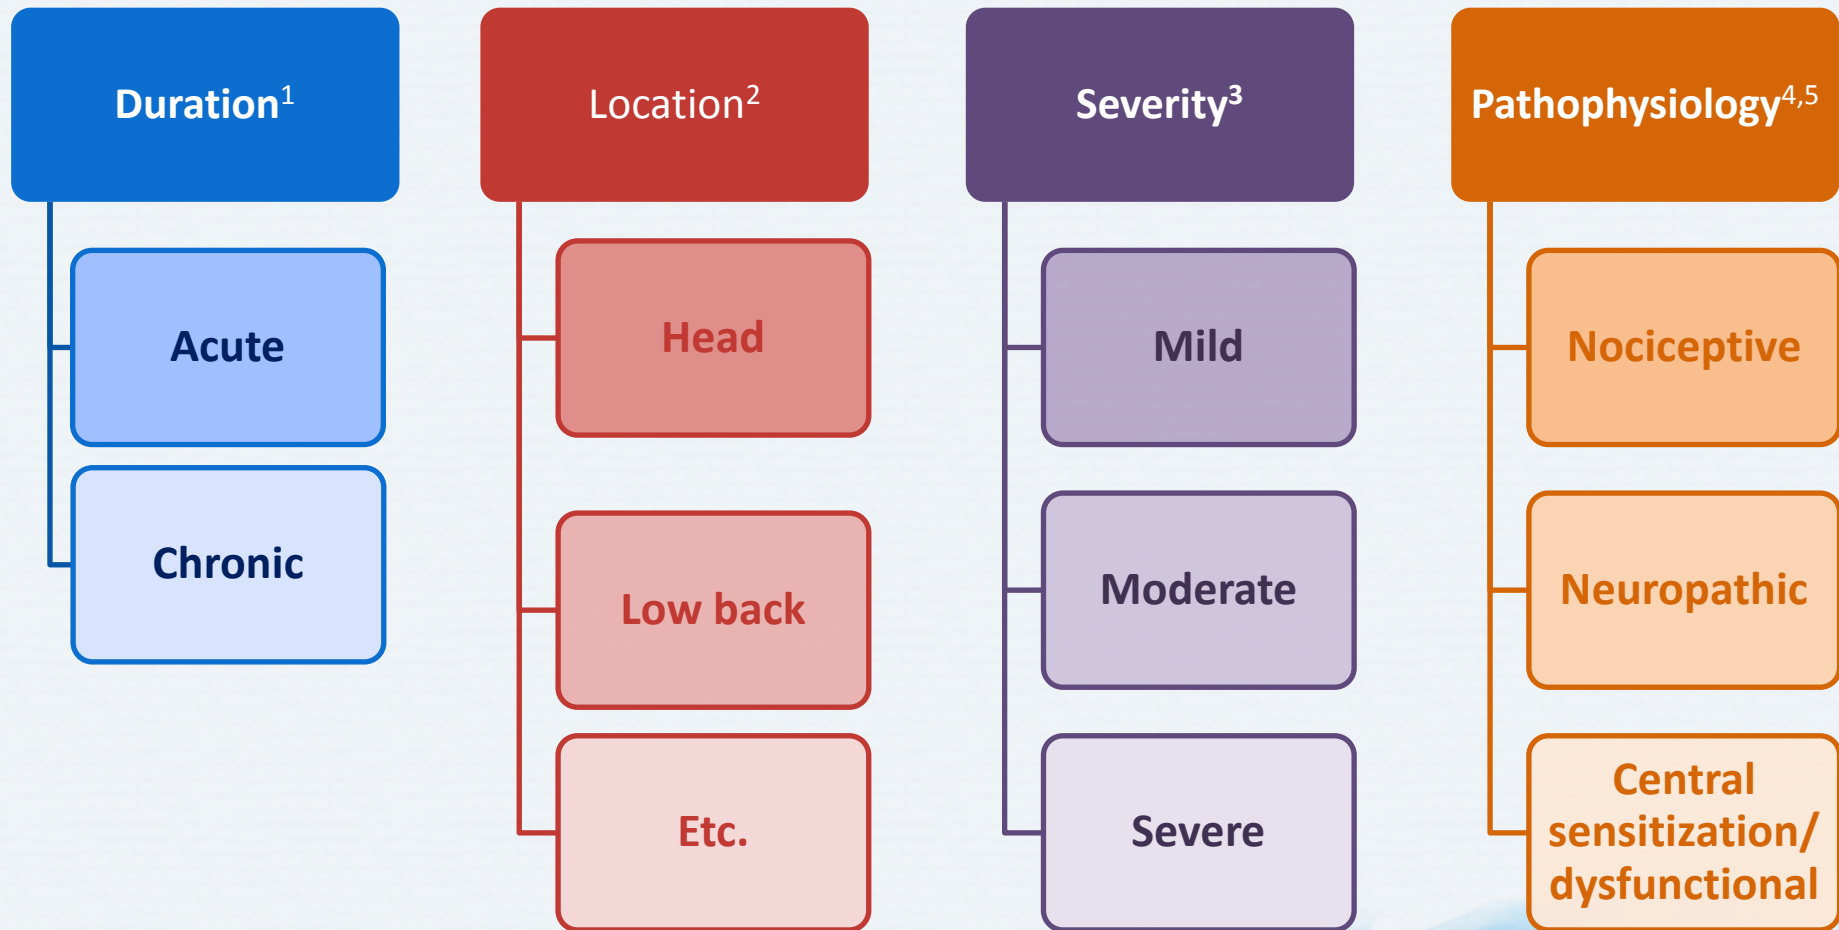 Duration¹
Acute
Chronic
Location²
Head
Low back
Etc.
Severity³
Mild
Moderate
Severe
Pathophysiology⁴,⁵
Nociceptive
Neuropathic
Central
sensitization/
dysfunctional